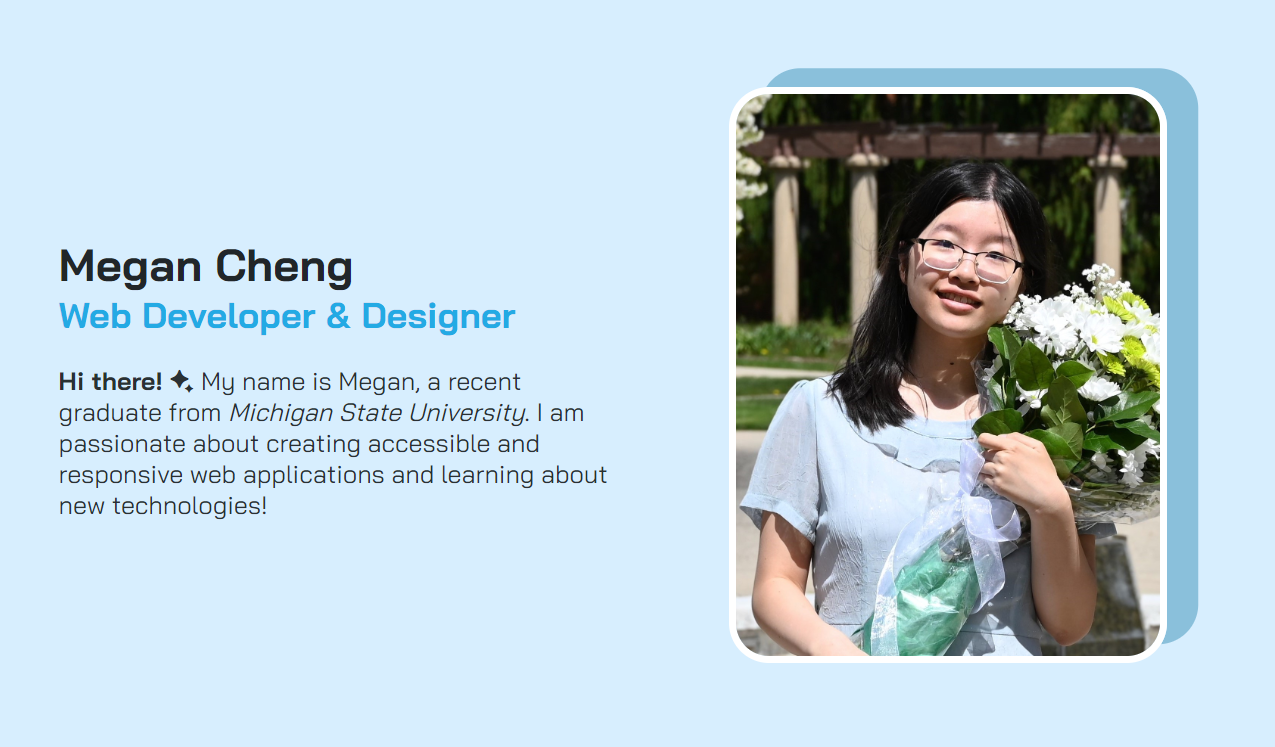 Megan Cheng
Web Developer & Designer
Hi there! My name is Megan, a recent
graduate from Michigan State University. I am
passionate about creating accessible and
responsive web applications and learning about
new technologies!